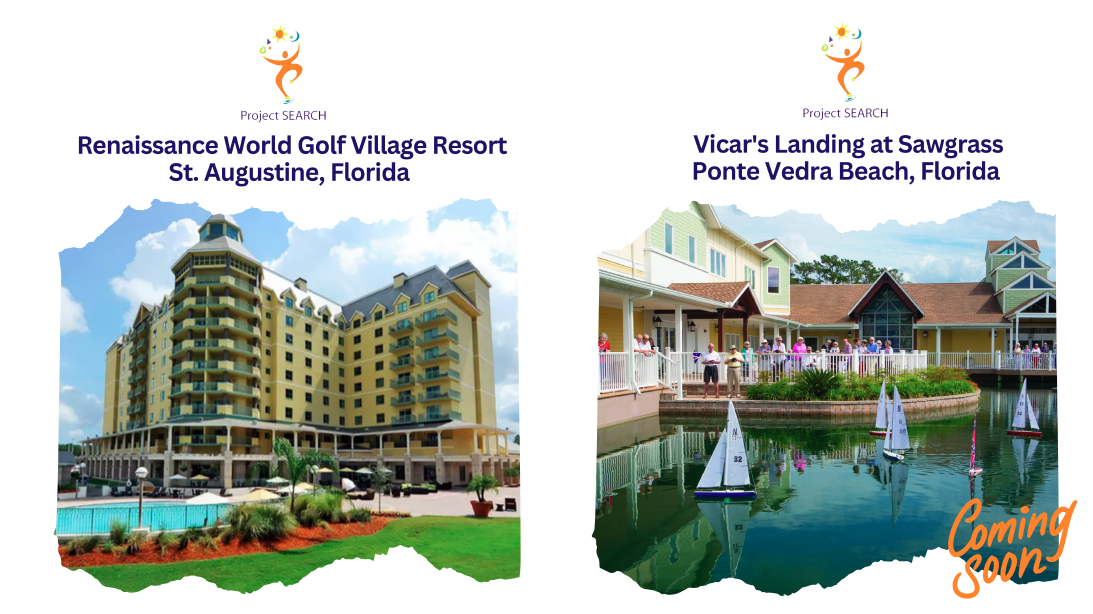 Project SEARCH
Renaissance World Golf Village Resort
St. Augustine, Florida
Project SEARCH
Vicar's Landing at Sawgrass
Ponte Vedra Beach, Florida
32
Coming
Soon